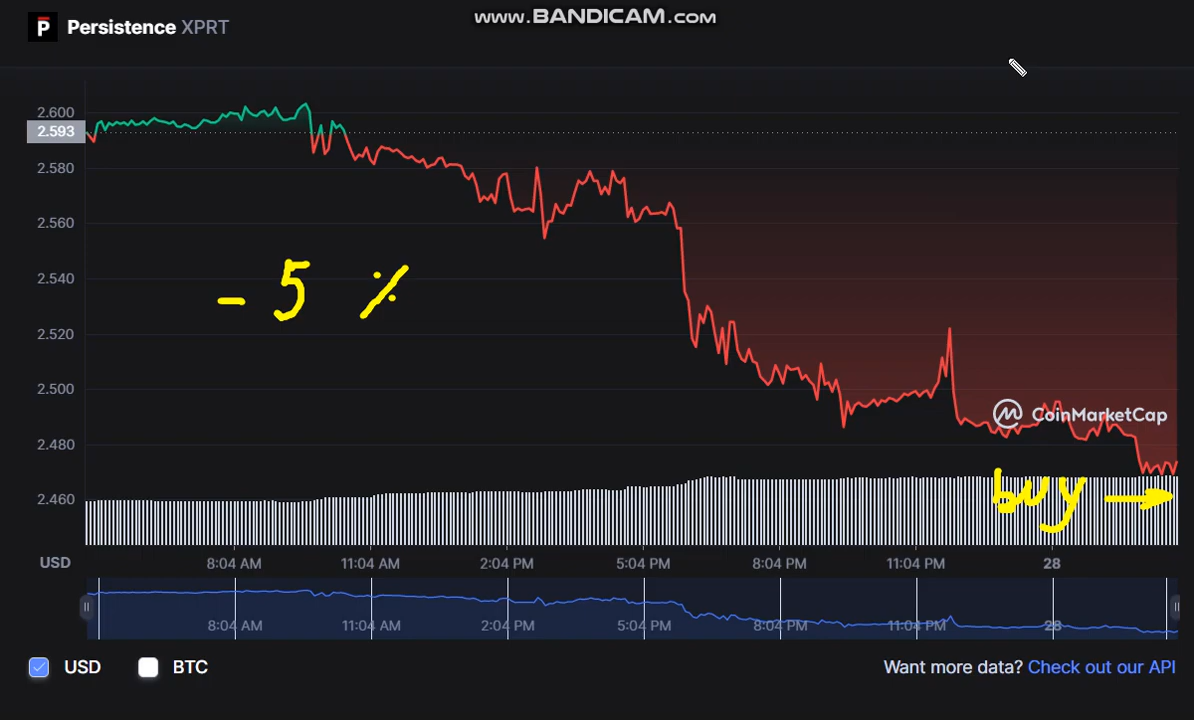 www.BANDICAM.com
P Persistence XPRT
2.600
2.593
2.580
2.560
2.540
- 5 %
2.520
2.500
CoinMarketCap
2.480
2.460
buy
USD 8:04 AM 11:04 AM 2:04 PM 5:04 PM 8:04 PM 11:04 PM 28
8:04 AM 11:04 AM 2:04 PM 5:04 PM 8:04 PM 11:04 PM 28
USD BTC Want more data? Check out our API